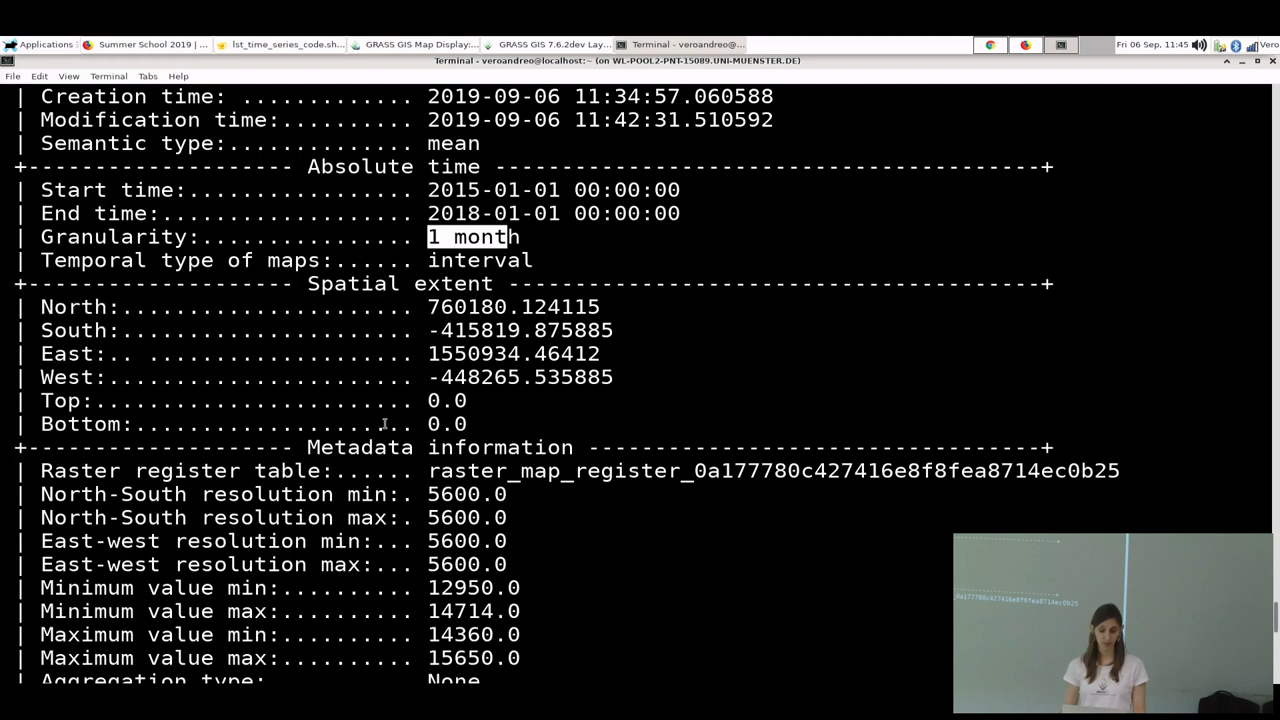 Applications
Summer School 2019 | ...
lst_time_series_code.sh...
GRASS GIS Map Display:...
GRASS GIS 7.6.2dev Lay...
Terminal - veroandreo@...
Fri 06 Sep, 11:45
Vero
Terminal - veroandreo@localhost:~ (on WL-POOL2-PNT-15089.UNI-MUENSTER.DE)
File Edit View Terminal Tabs Help
| Creation time: ............. 2019-09-06 11:34:57.060588
| Modification time:.......... 2019-09-06 11:42:31.510592
| Semantic type:.............. mean
+-------------------- Absolute time -----------------------------------------+
| Start time:................. 2015-01-01 00:00:00
| End time:................... 2018-01-01 00:00:00
| Granularity:................ 1 month
| Temporal type of maps:...... interval
+-------------------- Spatial extent ----------------------------------------+
| North:...................... 760180.124115
| South:...................... -415819.875885
| East:.. .................... 1550934.46412
| West:....................... -448265.535885
| Top:........................ 0.0
| Bottom:..................... 0.0
+-------------------- Metadata information ----------------------------------+
| Raster register table:...... raster_map_register_0a177780c427416e8f8fea8714ec0b25
| North-South resolution min:. 5600.0
| North-South resolution max:. 5600.0
| East-west resolution min:... 5600.0
| East-west resolution max:... 5600.0
| Minimum value min:.......... 12950.0
| Minimum value max:.......... 14714.0
| Maximum value min:.......... 14360.0
| Maximum value max:.......... 15650.0
| Aggregation type:........... None
_0a177780c427416e8f8fea8714ec0b25